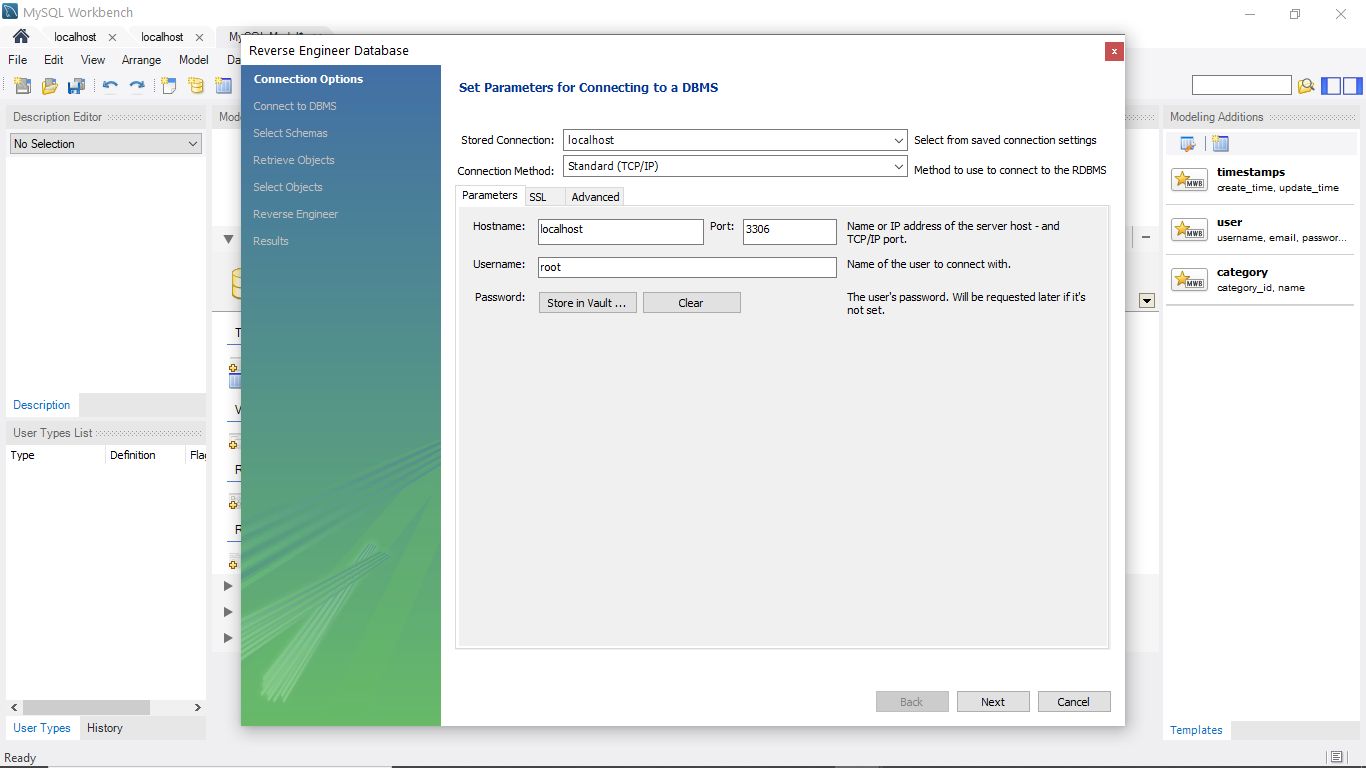 MySQL Workbench
localhost
localhost
File Edit View Arrange Model
Reverse Engineer Database
x
Description Editor
No Selection
Description
User Types List
Type Definition
User Types History
Connection Options
Connect to DBMS
Select Schemas
Retrieve Objects
Select Objects
Reverse Engineer
Results
Set Parameters for Connecting to a DBMS
Stored Connection: localhost Select from saved connection settings
Connection Method: Standard (TCP/IP) Method to use to connect to the RDBMS
Parameters SSL Advanced
Hostname: localhost Port: 3306 Name or IP address of the server host - and
TCP/IP port.
Username: root Name of the user to connect with.
Password: Store in Vault ... Clear The user's password. Will be requested later if it's
not set.
Back Next Cancel
Modeling Additions
MWB timestamps
create_time, update_time
MWB user
username, email, passwor...
MWB category
category_id, name
Templates
Ready